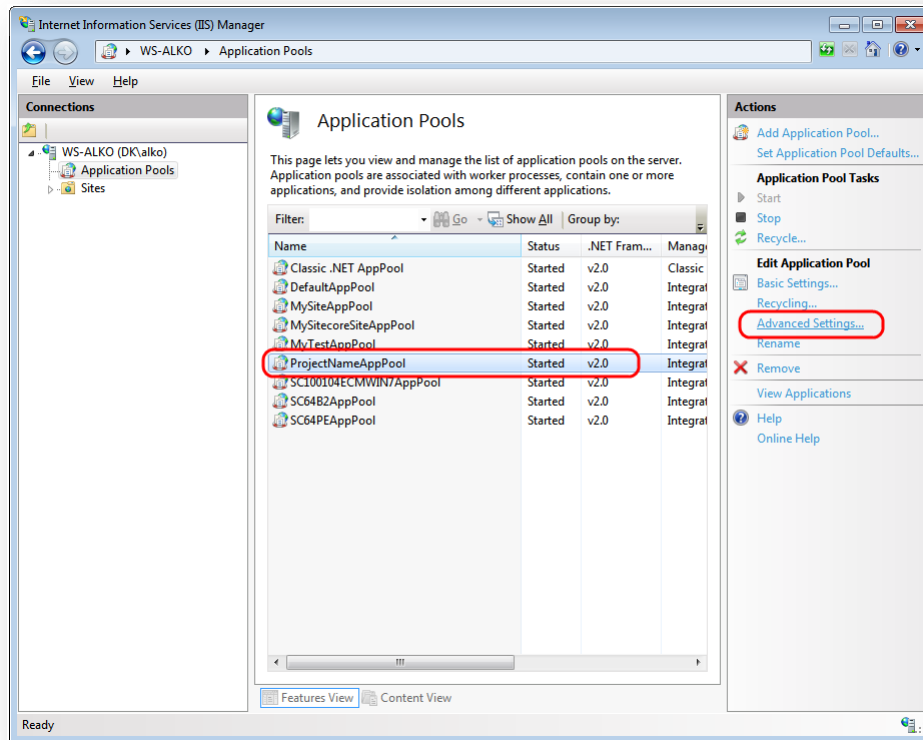 Internet Information Services (IIS) Manager
WS-ALKO Application Pools
File View Help
Connections
WS-ALKO (DK\alko)
Application Pools
Sites
Application Pools
This page lets you view and manage the list of application pools on the server.
Application pools are associated with worker processes, contain one or more
applications, and provide isolation among different applications.
Filter: Go Show All Group by:
Name Status .NET Fram... Manag
Classic .NET AppPool Started v2.0 Classic
DefaultAppPool Started v2.0 Integrat
MySiteAppPool Started v2.0 Integrat
MySitecoreSiteAppPool Started v2.0 Integrat
MyTestAppPool Started v2.0 Integrat
ProjectNameAppPool Started v2.0 Integrat
SC100104ECMWIN7AppPool Started v2.0 Integrat
SC64B2AppPool Started v2.0 Integrat
SC64PEAppPool Started v2.0 Integrat
Features View Content View
Actions
Add Application Pool...
Set Application Pool Defaults...
Application Pool Tasks
Start
Stop
Recycle...
Edit Application Pool
Basic Settings...
Recycling...
Advanced Settings...
Rename
Remove
View Applications
Help
Online Help
Ready